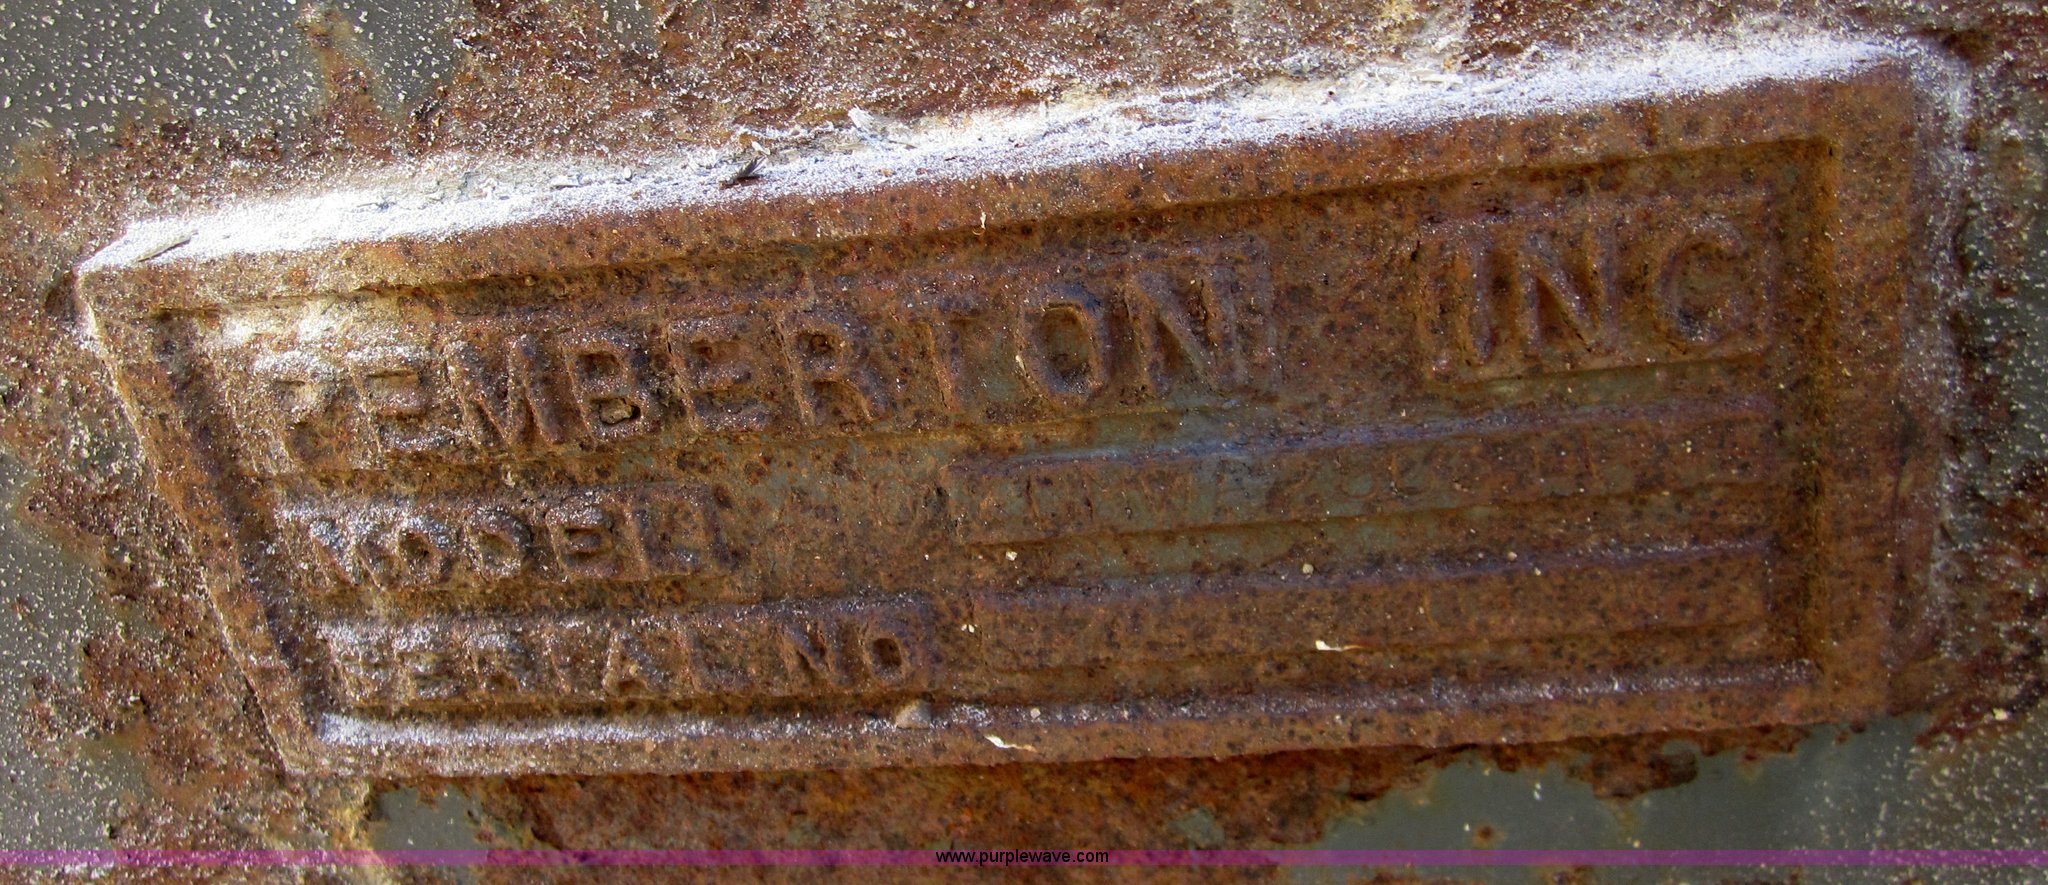 PEMBERTON INC
MODEL
SERIAL NO
www.purplewave.com